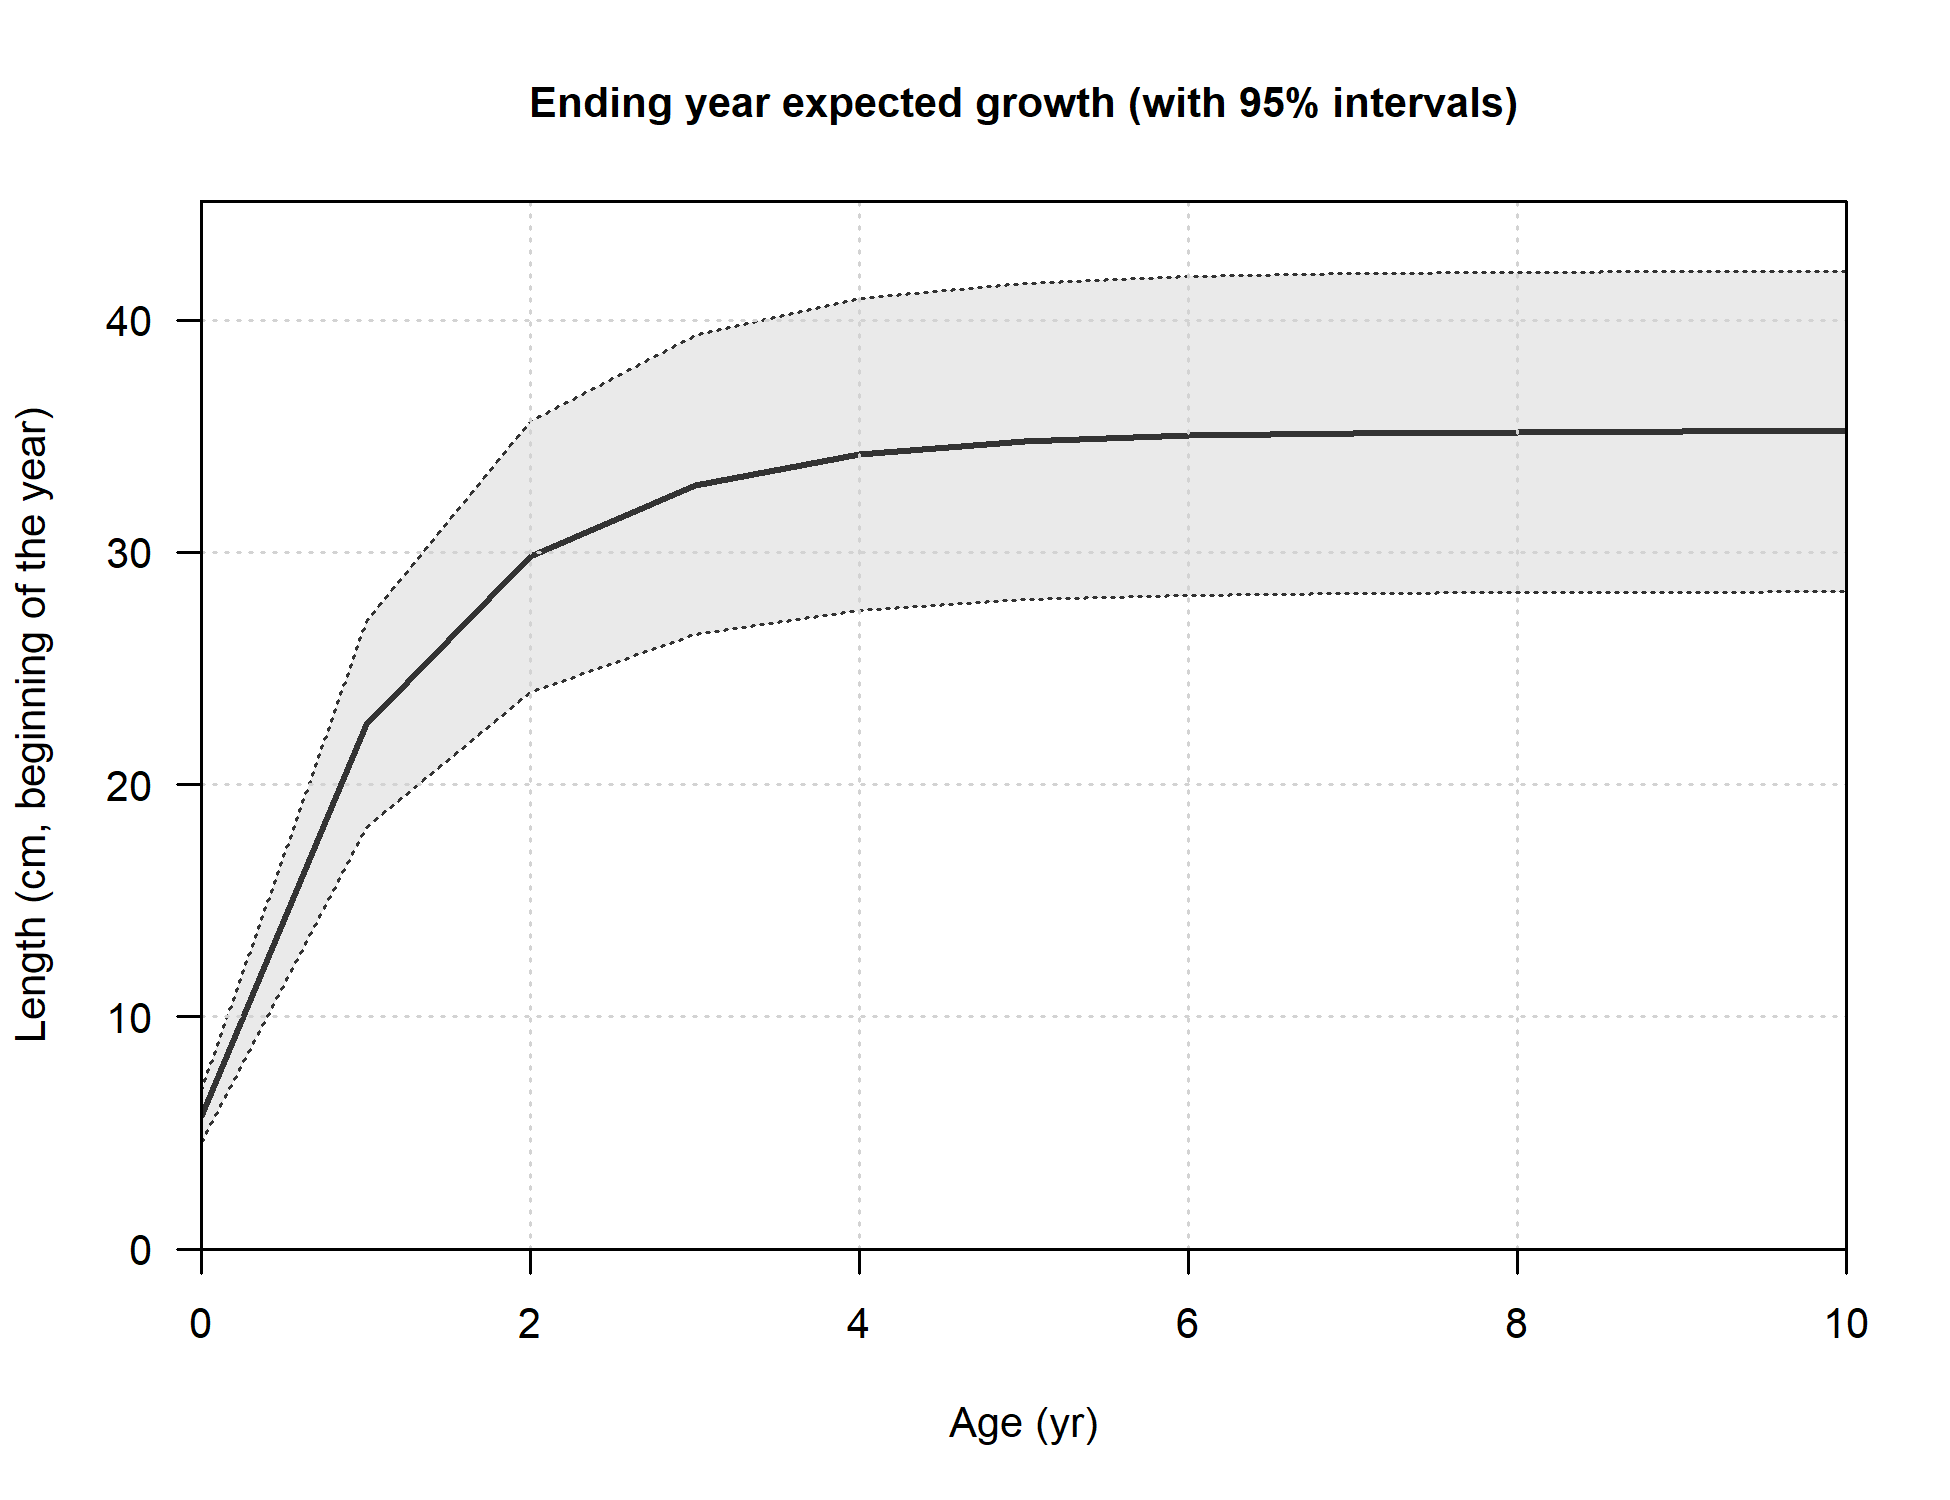 Ending year expected growth (with 95% intervals)
Length (cm, beginning of the year)
40
30
20
10
0
0 2 4 6 8 10
Age (yr)